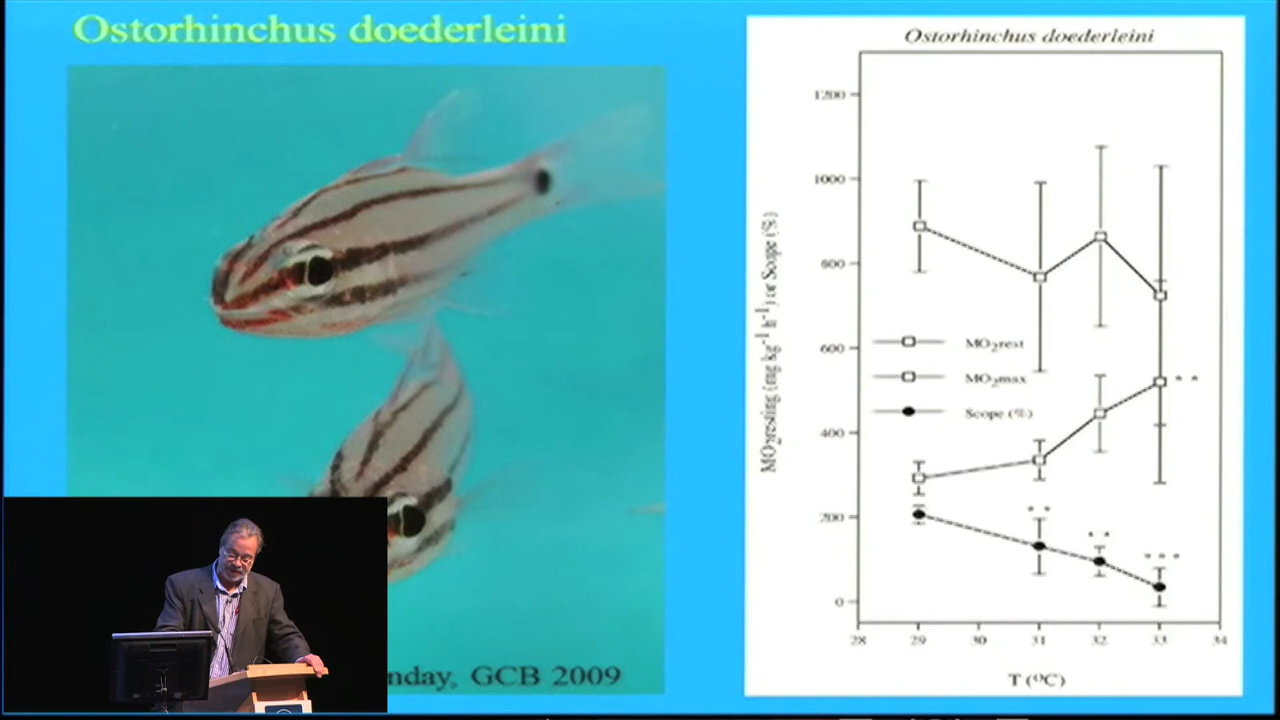 Ostorhinchus doederleini
nday, GCB 2009
Ostorhinchus doederleini
MO2resting (mg kg-1 h-1) or Scope (%)
1200
1000
800
600
400
200
0
MO2rest
MO2max
Scope (%)
* *
* *
* *
* * *
28 29 30 31 32 33 34
T (ºC)